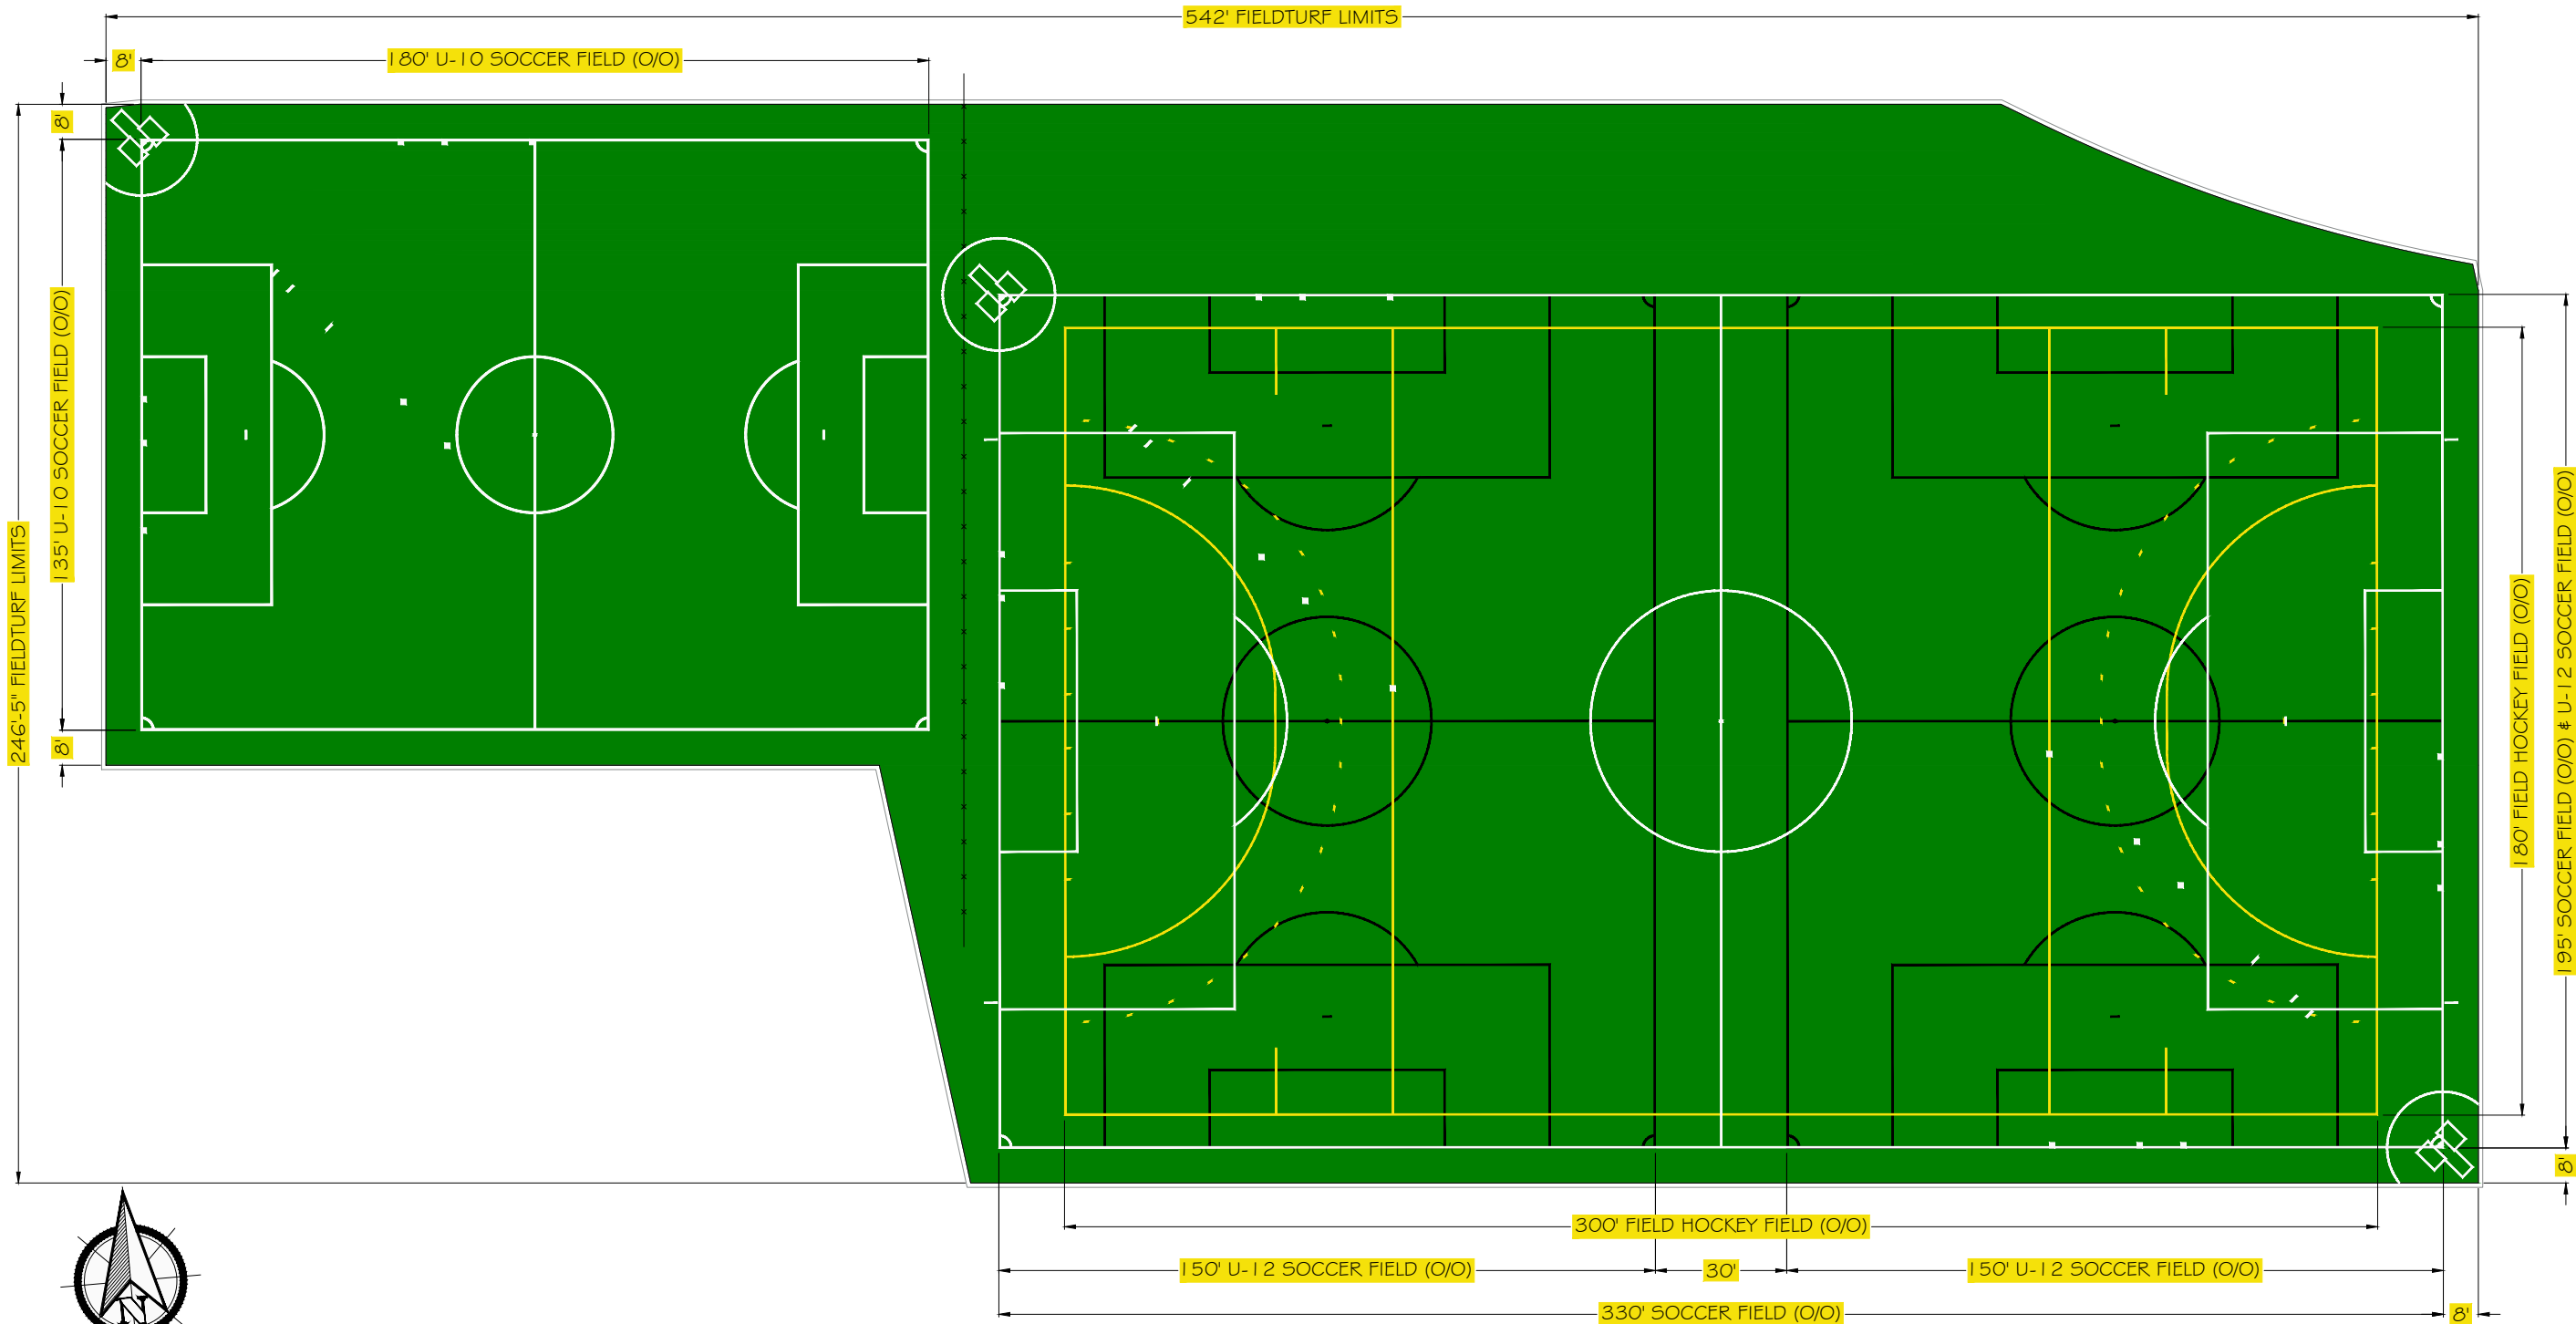 542' FIELDTURF LIMITS
8'
180' U-10 SOCCER FIELD (O/O)
8'
135' U-10 SOCCER FIELD (O/O)
8'
246'-5" FIELDTURF LIMITS
180' FIELD HOCKEY FIELD (O/O)
195' SOCCER FIELD (O/O) & U-12 SOCCER FIELD (O/O)
8'
300' FIELD HOCKEY FIELD (O/O)
150' U-12 SOCCER FIELD (O/O)
30'
150' U-12 SOCCER FIELD (O/O)
330' SOCCER FIELD (O/O)
8'
N